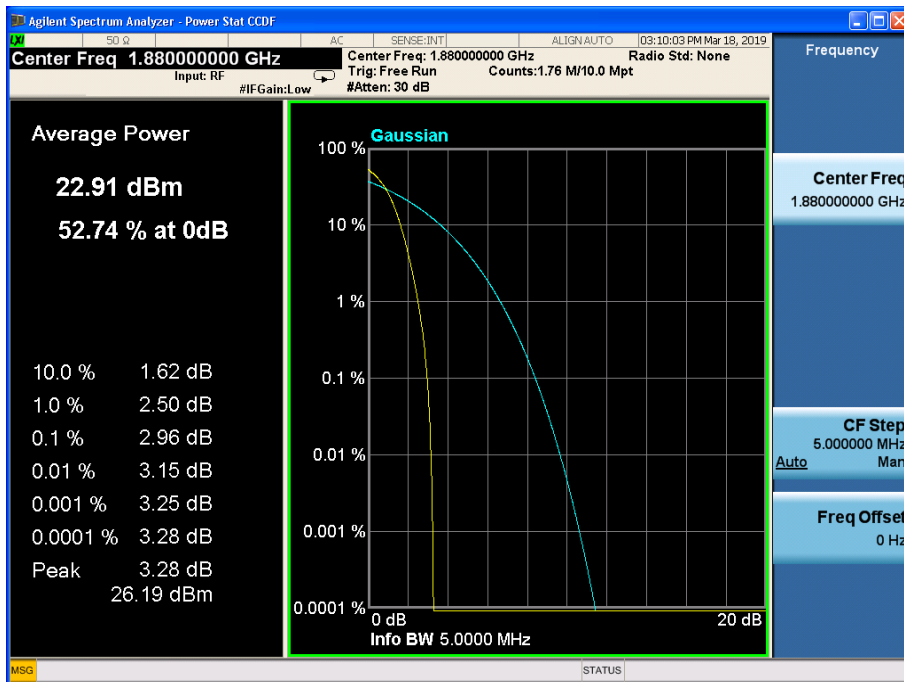 Agilent Spectrum Analyzer - Power Stat CCDF
LXI 50 Ω AC SENSE:INT ALIGN AUTO 03:10:03 PM Mar 18, 2019
Center Freq 1.880000000 GHz
Input: RF
#IFGain:Low
Center Freq: 1.880000000 GHz
Trig: Free Run
Counts:1.76 M/10.0 Mpt
#Atten: 30 dB
Radio Std: None
Average Power
22.91 dBm
52.74 % at 0dB
10.0 % 1.62 dB
1.0 % 2.50 dB
0.1 % 2.96 dB
0.01 % 3.15 dB
0.001 % 3.25 dB
0.0001 % 3.28 dB
Peak 3.28 dB
26.19 dBm
Gaussian
100 %
10 %
1 %
0.1 %
0.01 %
0.001 %
0.0001 %
0 dB 20 dB
Info BW 5.0000 MHz
Frequency
Center Freq
1.880000000 GHz
CF Step
5.000000 MHz
Auto Man
Freq Offset
0 Hz
MSG STATUS